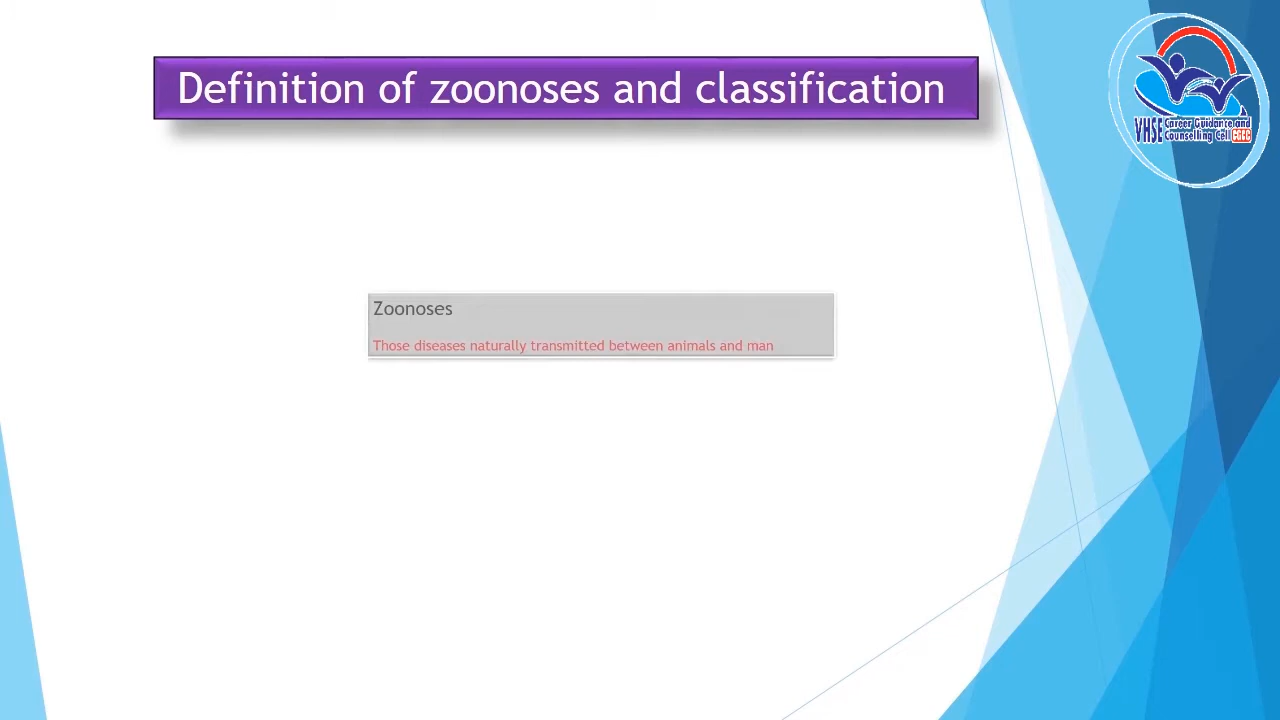 Definition of zoonoses and classification
VHSE Career Guidance and
Counselling Cell CGCC
Zoonoses
Those diseases naturally transmitted between animals and man